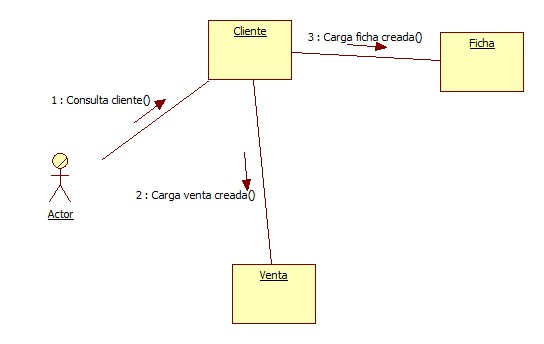 Cliente
3 : Carga ficha creada()
Ficha
1 : Consulta cliente()
2 : Carga venta creada()
Actor
Venta